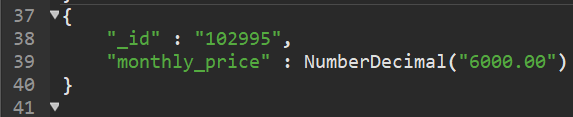 37 {
38 "_id" : "102995",
39 "monthly_price" : NumberDecimal("6000.00")
40 }
41